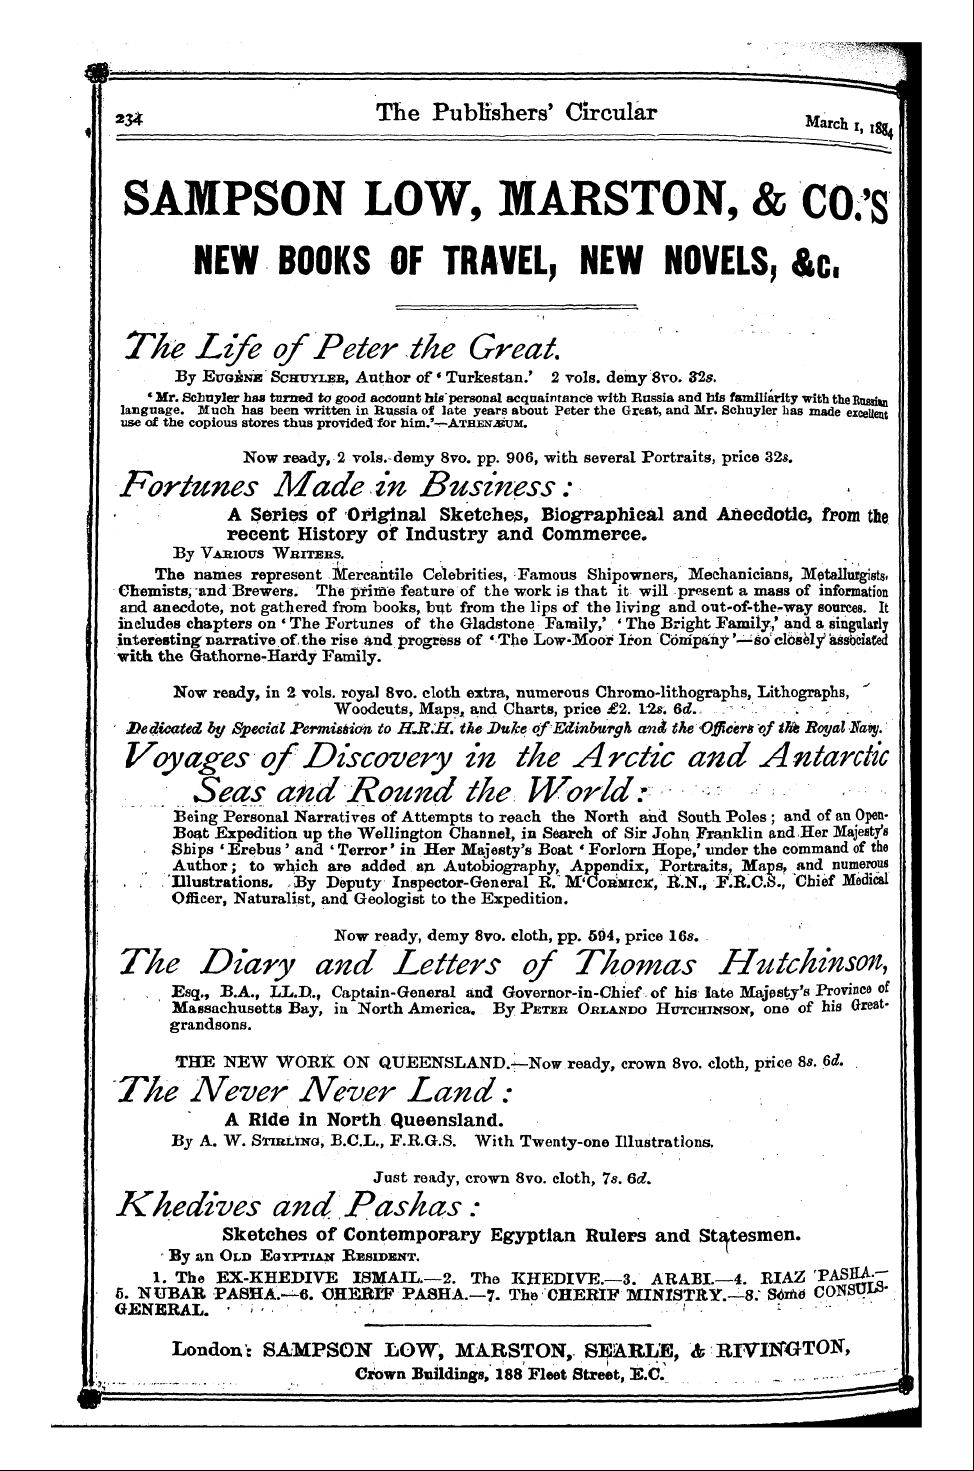 234 The Publishers' Circular March 1, 1884
SAMPSON LOW, MARSTON, & CO.'S
NEW BOOKS OF TRAVEL, NEW NOVELS, &c.
The Life of Peter the Great.
By EUGÈNE SCHUYLER, Author of 'Turkestan.' 2 vols. demy 8vo. 32s.
'Mr. Schuyler has turned to good account his personal acquaintance with Russia and his familiarity with the Russian
language. Much has been written in Russia of late years about Peter the Great, and Mr. Schuyler has made excellent
use of the copious stores thus provided for him.'—ATHENÆUM.
Now ready, 2 vols. demy 8vo. pp. 906, with several Portraits, price 32s.
Fortunes Made in Business:
A Series of Original Sketches, Biographical and Anecdotic, from the
recent History of Industry and Commerce.
By VARIOUS WRITERS.
The names represent Mercantile Celebrities, Famous Shipowners, Mechanicians, Metallurgists,
Chemists, and Brewers. The prime feature of the work is that it will present a mass of information
and anecdote, not gathered from books, but from the lips of the living and out-of-the-way sources. It
includes chapters on 'The Fortunes of the Gladstone Family,' 'The Bright Family,' and a singularly
interesting narrative of the rise and progress of 'The Low-Moor Iron Company'—so closely associated
with the Gathorne-Hardy Family.
Now ready, in 2 vols. royal 8vo. cloth extra, numerous Chromo-lithographs, Lithographs,
Woodcuts, Maps, and Charts, price £2. 12s. 6d.
Dedicated by Special Permission to H.R.H. the Duke of Edinburgh and the Officers of the Royal Navy.
Voyages of Discovery in the Arctic and Antarctic
Seas and Round the World:
Being Personal Narratives of Attempts to reach the North and South Poles; and of an Open-
Boat Expedition up the Wellington Channel, in Search of Sir John Franklin and Her Majesty's
Ships 'Erebus' and 'Terror' in Her Majesty's Boat 'Forlorn Hope,' under the command of the
Author; to which are added an Autobiography, Appendix, Portraits, Maps, and numerous
Illustrations. By Deputy Inspector-General R. M'CORMICK, R.N., F.R.C.S., Chief Medical
Officer, Naturalist, and Geologist to the Expedition.
Now ready, demy 8vo. cloth, pp. 594, price 16s.
The Diary and Letters of Thomas Hutchinson,
Esq., B.A., LL.D., Captain-General and Governor-in-Chief of his late Majesty's Province of
Massachusetts Bay, in North America. By PETER ORLANDO HUTCHINSON, one of his Great-
grandsons.
THE NEW WORK ON QUEENSLAND.—Now ready, crown 8vo. cloth, price 8s. 6d.
The Never Never Land:
A Ride in North Queensland.
By A. W. STIRLING, B.C.L., F.R.G.S. With Twenty-one Illustrations.
Just ready, crown 8vo. cloth, 7s. 6d.
Khedives and Pashas:
Sketches of Contemporary Egyptian Rulers and Statesmen.
By an OLD EGYPTIAN RESIDENT.
1. The EX-KHEDIVE ISMAIL.—2. The KHEDIVE.—3. ARABI.—4. RIAZ PASHA.—
5. NUBAR PASHA.—6. CHERIF PASHA.—7. The CHERIF MINISTRY.—8. Some CONSULS-
GENERAL.
London: SAMPSON LOW, MARSTON, SEARLE, & RIVINGTON,
Crown Buildings, 188 Fleet Street, E.C.